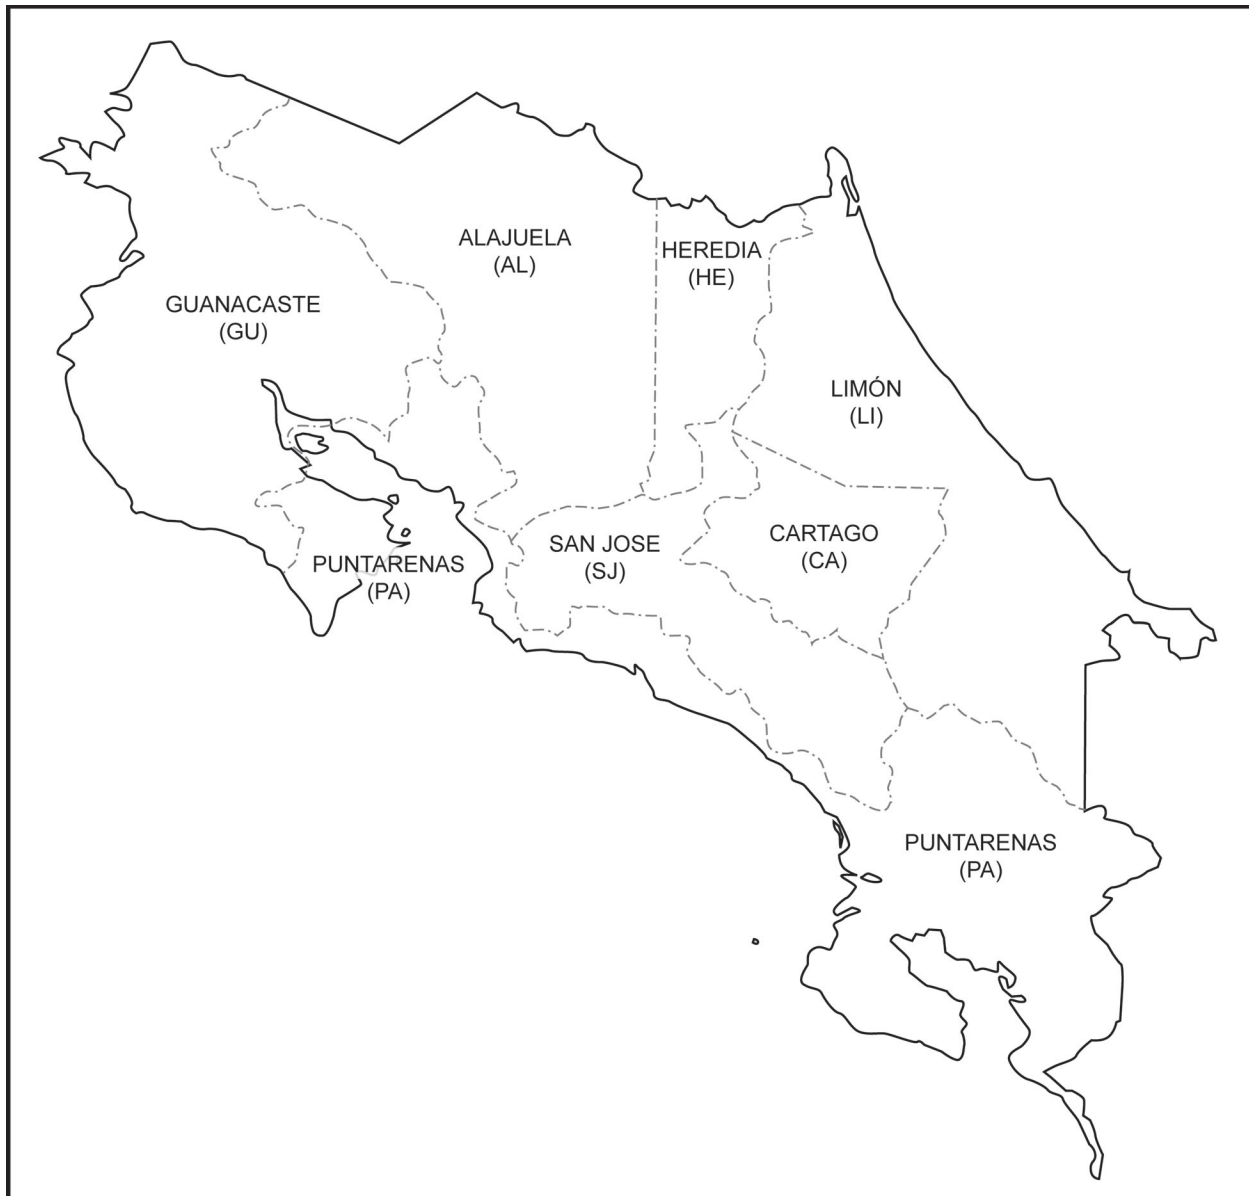 ALAJUELA
(AL)
HEREDIA
(HE)
GUANACASTE
(GU)
LIMÓN
(LI)
SAN JOSE
(SJ)
CARTAGO
(CA)
PUNTARENAS
(PA)
PUNTARENAS
(PA)